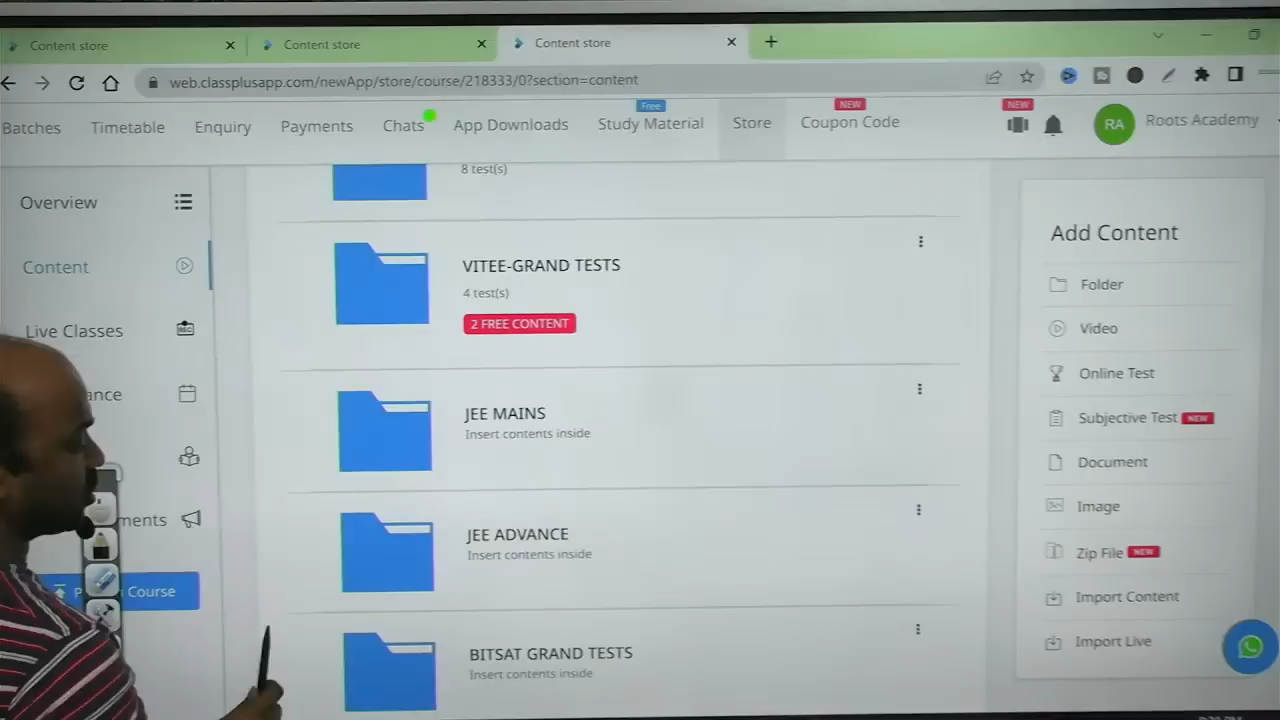 Content store
Content store
Content store
web.classplusapp.com/newApp/store/course/218333/0?section=content
Batches
Timetable
Enquiry
Payments
Chats
App Downloads
Free
Study Material
Store
NEW
Coupon Code
NEW
RA
Roots Academy
Overview
Content
Live Classes
REC
ance
ments
Course
8 test(s)
VITEE-GRAND TESTS
4 test(s)
2 FREE CONTENT
JEE MAINS
Insert contents inside
JEE ADVANCE
Insert contents inside
BITSAT GRAND TESTS
Insert contents inside
Add Content
Folder
Video
Online Test
Subjective Test NEW
Document
Image
Zip File NEW
Import Content
Import Live